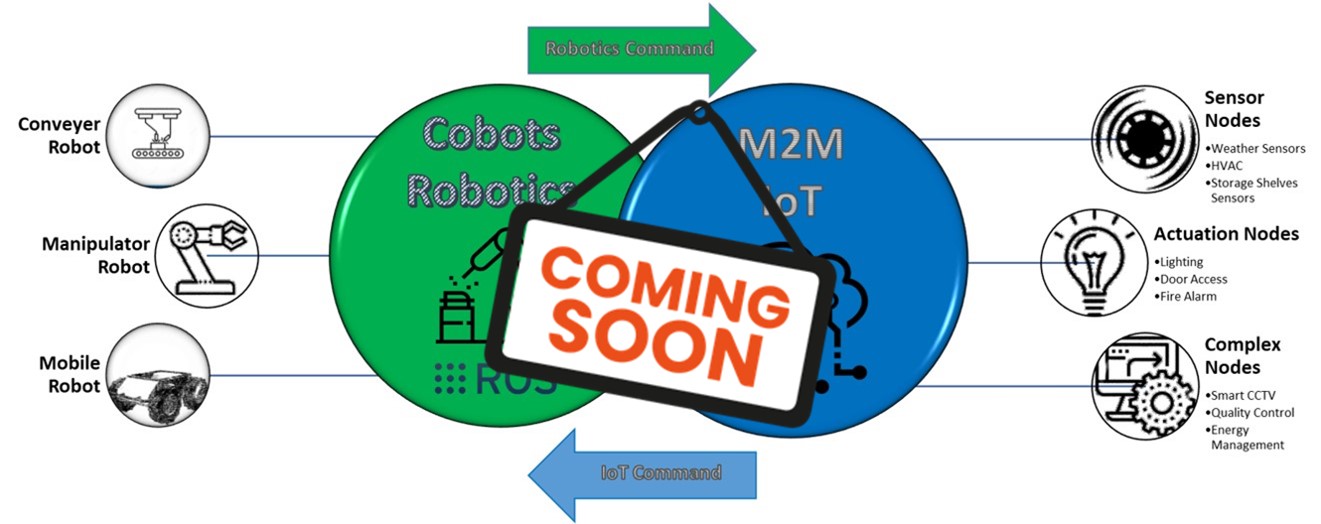 Robotics Command
Conveyer
Robot
Manipulator
Robot
Mobile
Robot
Cobots
Robotics
ROS
M2M
IoT
COMING
SOON
IoT Command
Sensor
Nodes
•Weather Sensors
•HVAC
•Storage Shelves
Sensors
Actuation Nodes
•Lighting
•Door Access
•Fire Alarm
Complex
Nodes
•Smart CCTV
•Quality Control
•Energy
Management